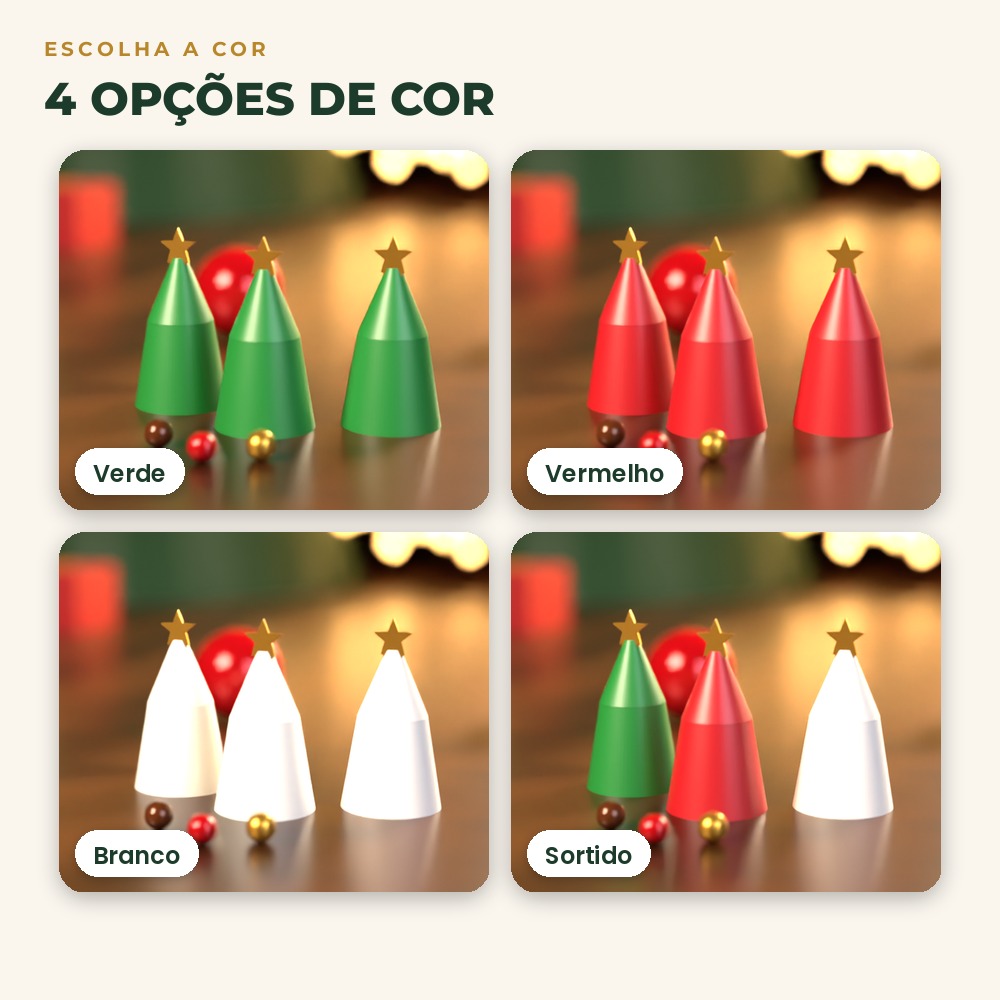 ESCOLHA A COR
4 OPÇÕES DE COR
Verde
Vermelho
Branco
Sortido